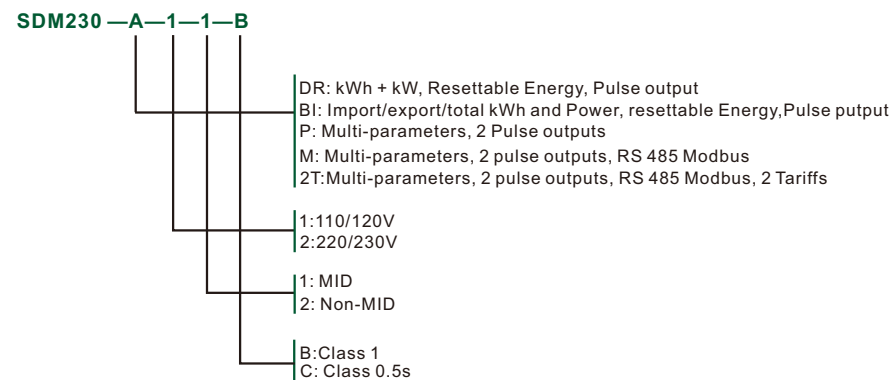 SDM230 —A—1—1—B
DR: kWh + kW, Resettable Energy, Pulse output
BI: Import/export/total kWh and Power, resettable Energy,Pulse putput
P: Multi-parameters, 2 Pulse outputs
M: Multi-parameters, 2 pulse outputs, RS 485 Modbus
2T:Multi-parameters, 2 pulse outputs, RS 485 Modbus, 2 Tariffs
1:110/120V
2:220/230V
1: MID
2: Non-MID
B:Class 1
C: Class 0.5s